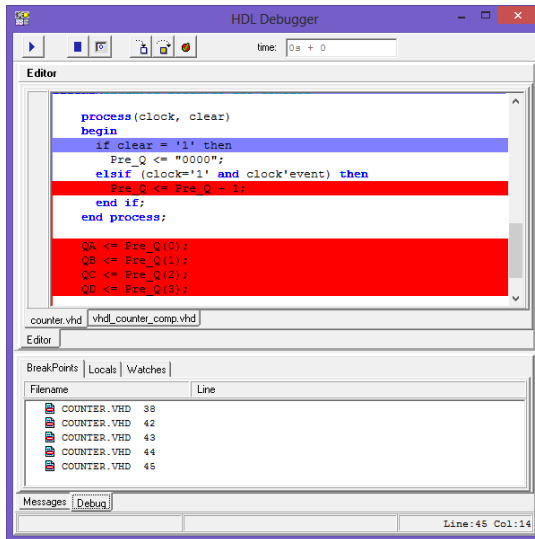 HDL Debugger
time: 0s + 0
Editor
process(clock, clear)
begin
if clear = '1' then
Pre_Q <= "0000";
elsif (clock='1' and clock'event) then
Pre_Q <= Pre_Q + 1;
end if;
end process;
QA <= Pre_Q(0);
QB <= Pre_Q(1);
QC <= Pre_Q(2);
QD <= Pre_Q(3);
counter.vhd vhdl_counter_comp.vhd
Editor
BreakPoints Locals Watches
Filename Line
COUNTER.VHD 38
COUNTER.VHD 42
COUNTER.VHD 43
COUNTER.VHD 44
COUNTER.VHD 45
Messages Debug
Line:45 Col:14